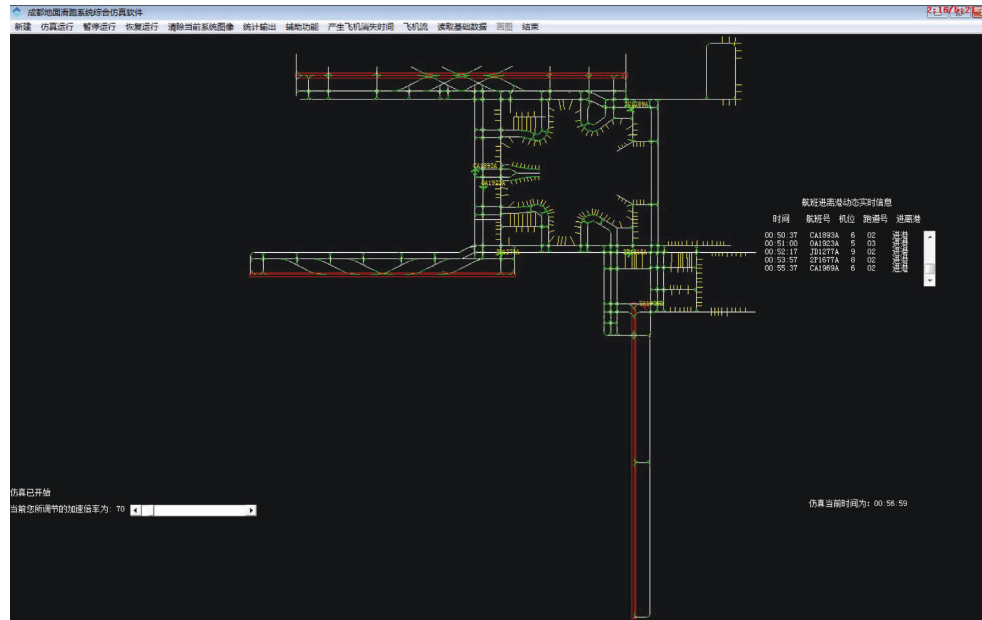 成都地面滑跑系统综合仿真软件
新建 仿真运行 暂停运行 恢复运行 清除当前系统图像 统计输出 辅助功能 产生飞机消失时间 飞机流 读取基础数据 画图 结束
CA1893A
航班进离港动态实时信息
时间 航班号 机位 跑道号 进离港
00:50:37 CA1893A 6 02 进港
00:51:00 OA1923A 5 03 进港
00:52:17 JD1277A 9 02 进港
00:53:57 2P1677A 8 02 进港
00:55:37 CA1969A 6 02 进港
仿真已开始
当前您所调节的加速倍率为: 70
仿真当前时间为: 00:56:59